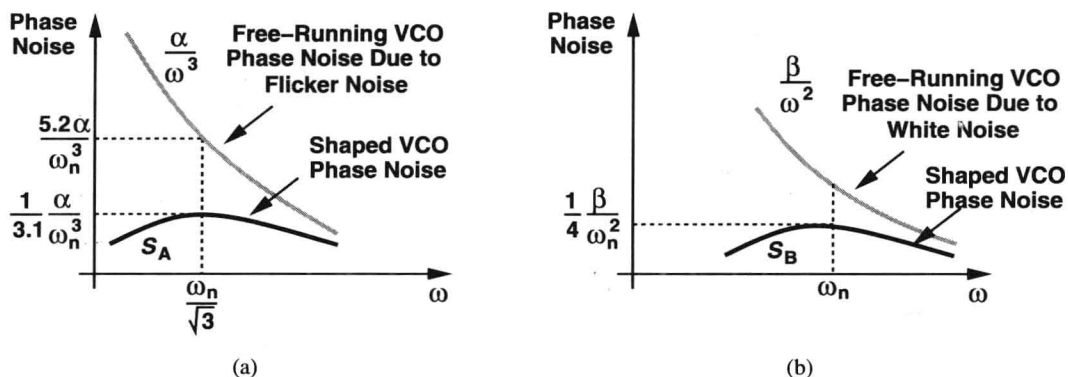 Phase
Noise
α
ω³
Free–Running VCO
Phase Noise Due to
Flicker Noise
5.2α
ωₙ³
Shaped VCO
Phase Noise
1
3.1
α
ωₙ³
S_A
ωₙ
√3
ω
(a)
Phase
Noise
β
ω²
Free–Running VCO
Phase Noise Due to
White Noise
Shaped VCO
Phase Noise
1
4
β
ωₙ²
S_B
ωₙ
ω
(b)